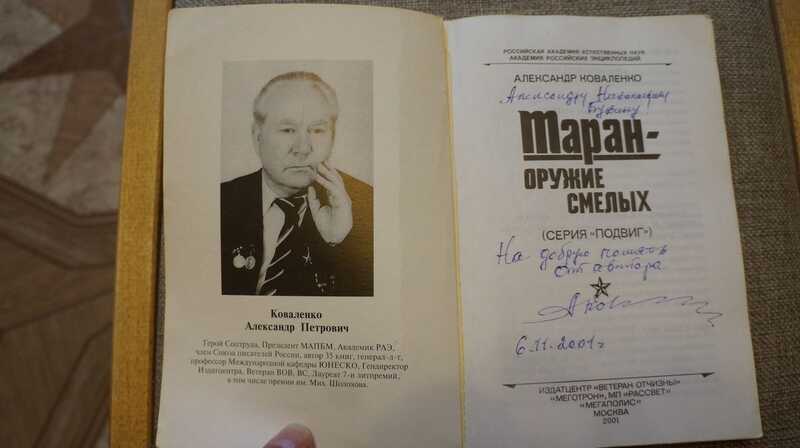 Коваленко
Александр Петрович
Герой Соцтруда, Президент МАПБМ, Академик РАЭ,
член Союза писателей России, автор 35 книг, генерал-л-т,
профессор Международной кафедры ЮНЕСКО, Гендиректор
Издатцентра, Ветеран ВОВ, ВС, Лауреат 7-и литпремий,
в том числе премии им. Мих. Шолохова.
РОССИЙСКАЯ АКАДЕМИЯ ЕСТЕСТВЕННЫХ НАУК
АКАДЕМИЯ РОССИЙСКИХ ЭНЦИКЛОПЕДИЙ
АЛЕКСАНДР КОВАЛЕНКО
Александру Николаевичу
Таран-
ОРУЖИЕ
СМЕЛЫХ
(СЕРИЯ "ПОДВИГ")
На добрую память
от автора
6.11.2001г
ИЗДАТЦЕНТР "ВЕТЕРАН ОТЧИЗНЫ"
"МЕГОТРОН", МП "РАССВЕТ"
"МЕГАПОЛИС"
МОСКВА
2001